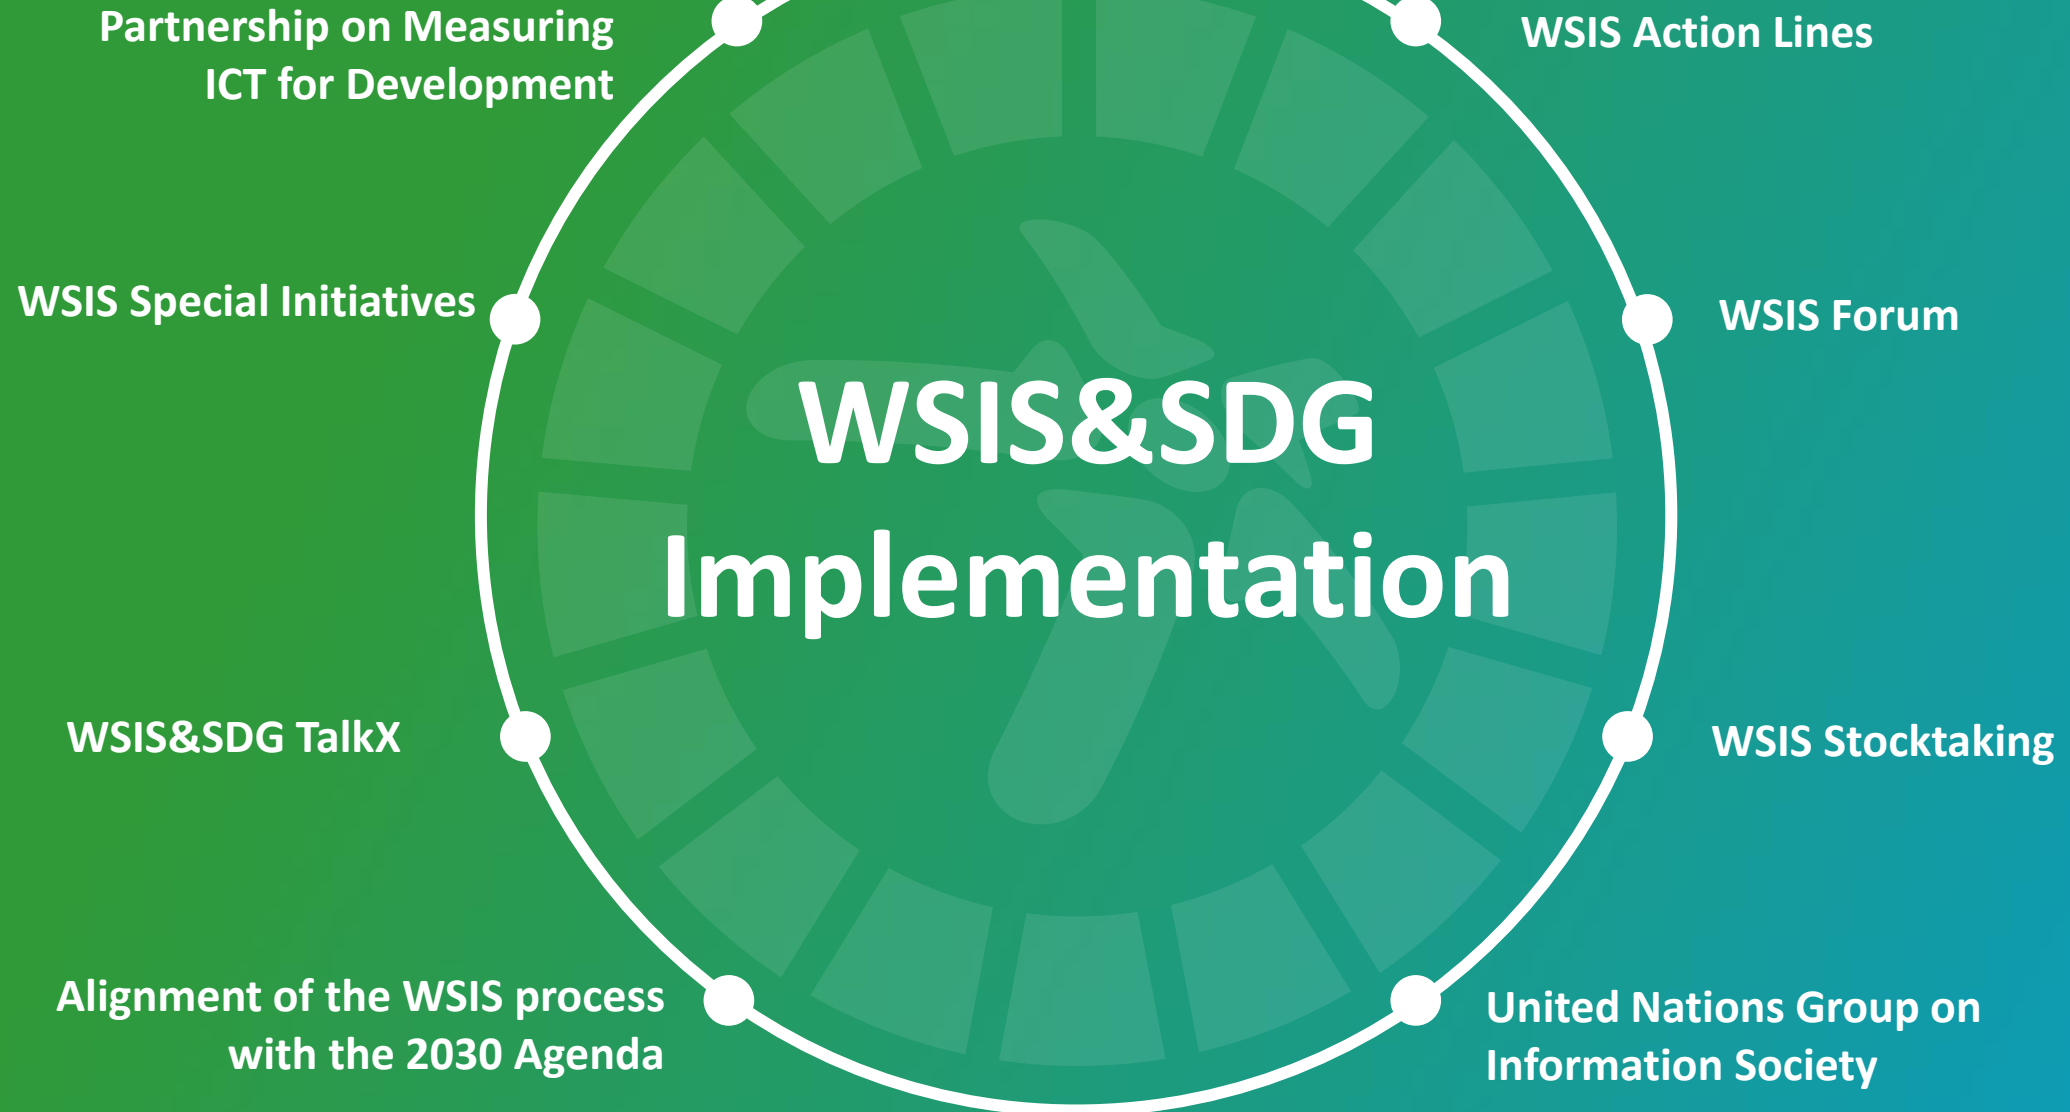 Partnership on Measuring
ICT for Development
WSIS Action Lines
WSIS Special Initiatives
WSIS Forum
WSIS&SDG
Implementation
WSIS&SDG TalkX
WSIS Stocktaking
Alignment of the WSIS process
with the 2030 Agenda
United Nations Group on
Information Society